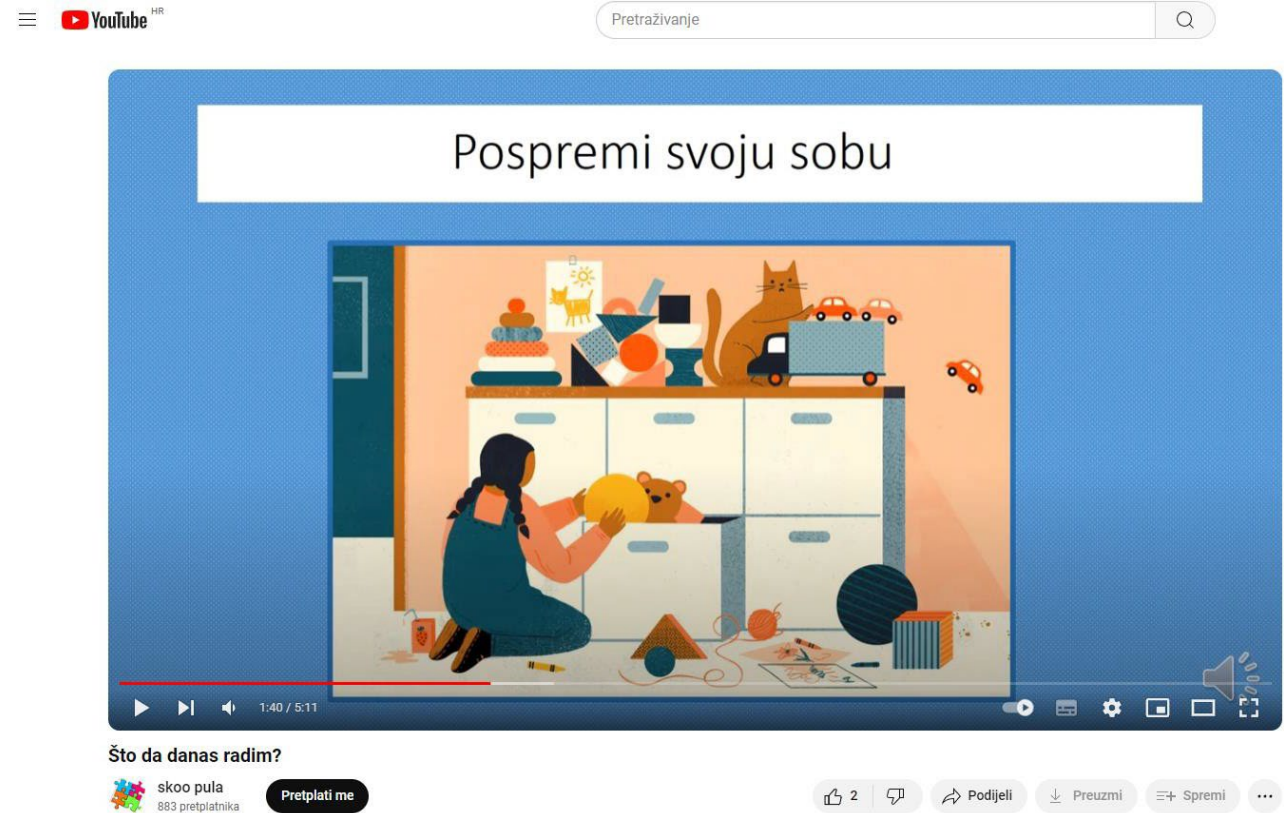 YouTube HR
Pretraživanje
Pospremi svoju sobu
1:40 / 5:11
Što da danas radim?
skoo pula
883 pretplatnika
Pretplati me
2
Podijeli
Preuzmi
Spremi